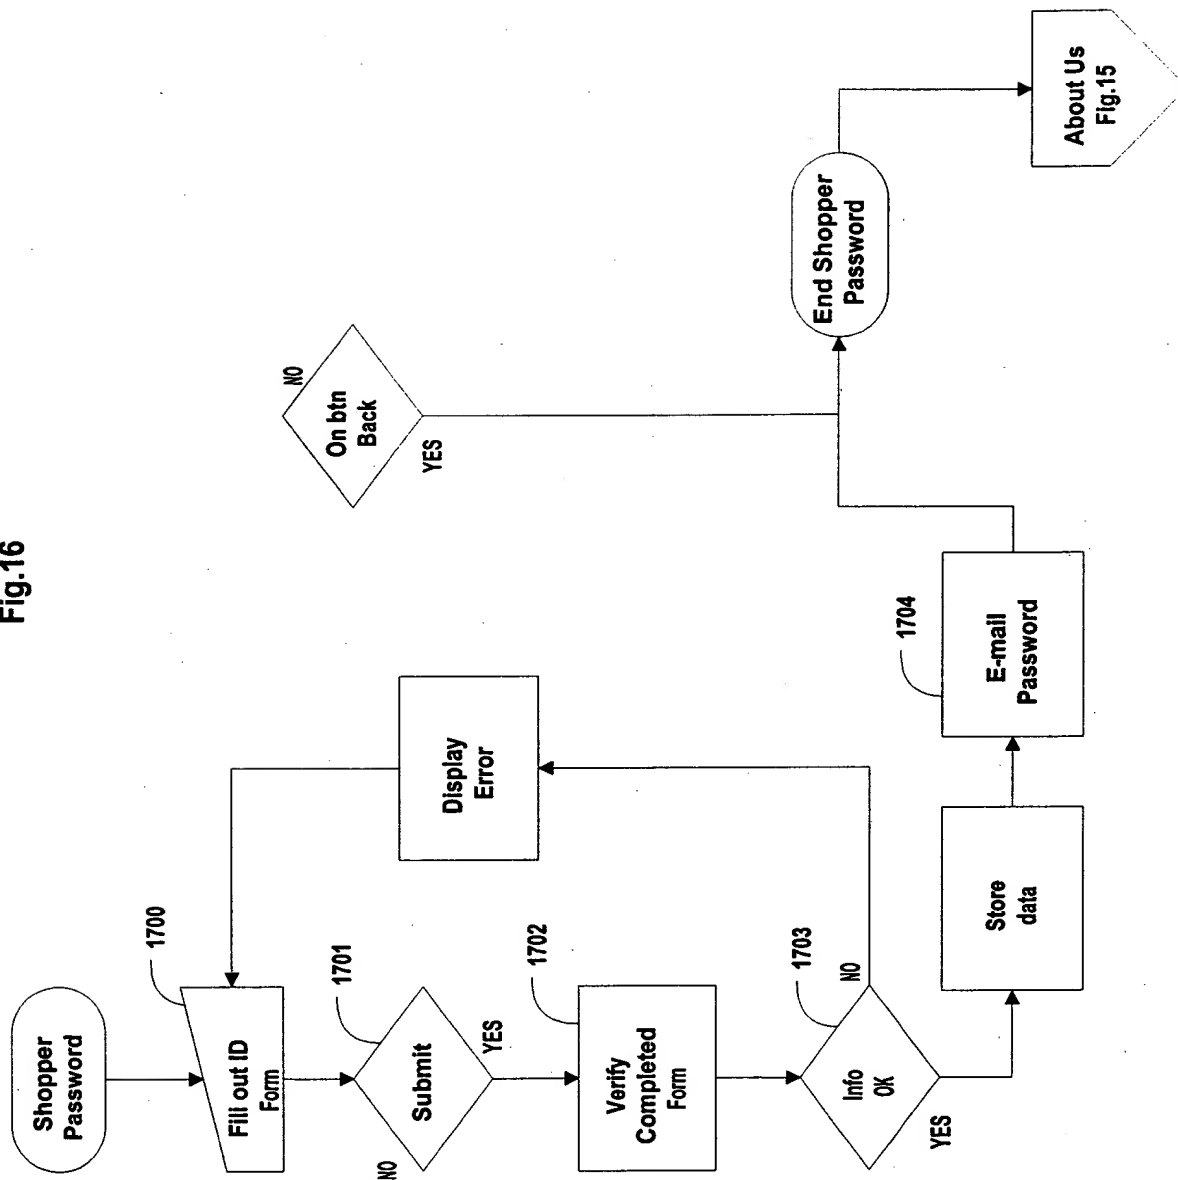 Fig.16
Shopper
Password
1700
Fill out ID
Form
1701
Submit
NO
YES
1702
Verify
Completed
Form
1703
Info
OK
NO
YES
Display
Error
Store
data
1704
E-mail
Password
On btn
Back
NO
YES
End Shopper
Password
About Us
Fig.15